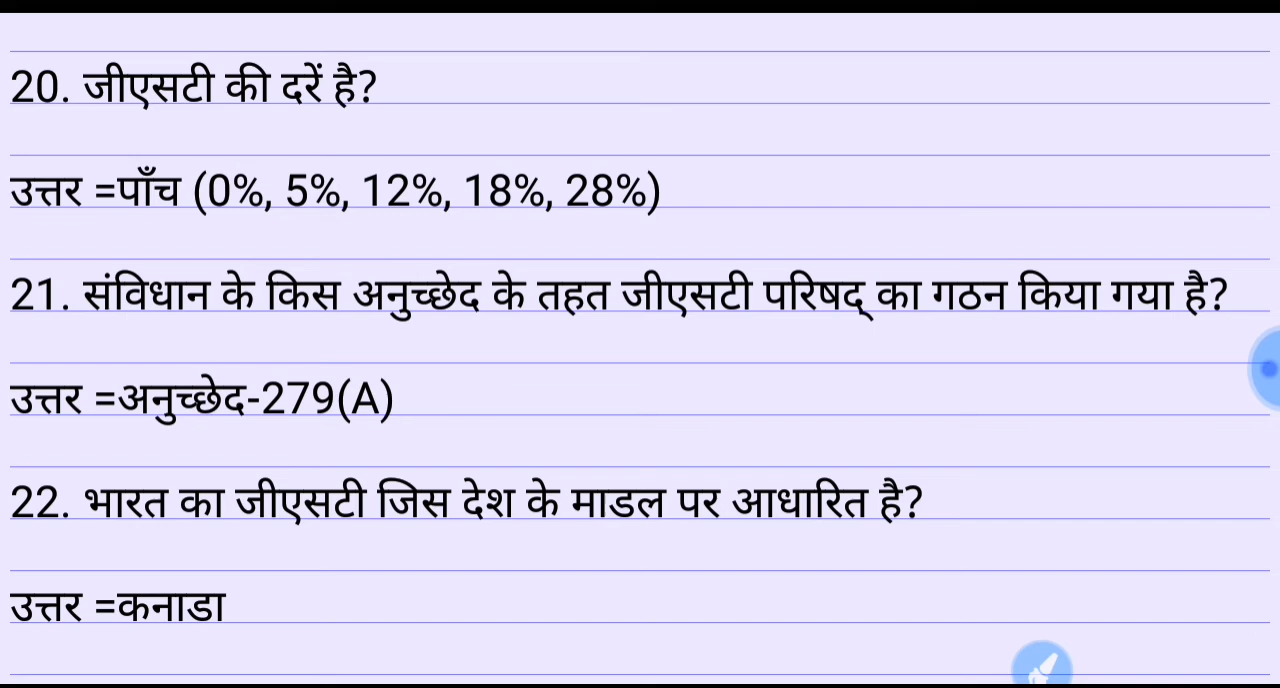 20. जीएसटी की दरें है?
उत्तर =पाँच (0%, 5%, 12%, 18%, 28%)
21. संविधान के किस अनुच्छेद के तहत जीएसटी परिषद् का गठन किया गया है?
उत्तर =अनुच्छेद-279(A)
22. भारत का जीएसटी जिस देश के माडल पर आधारित है?
उत्तर =कनाडा